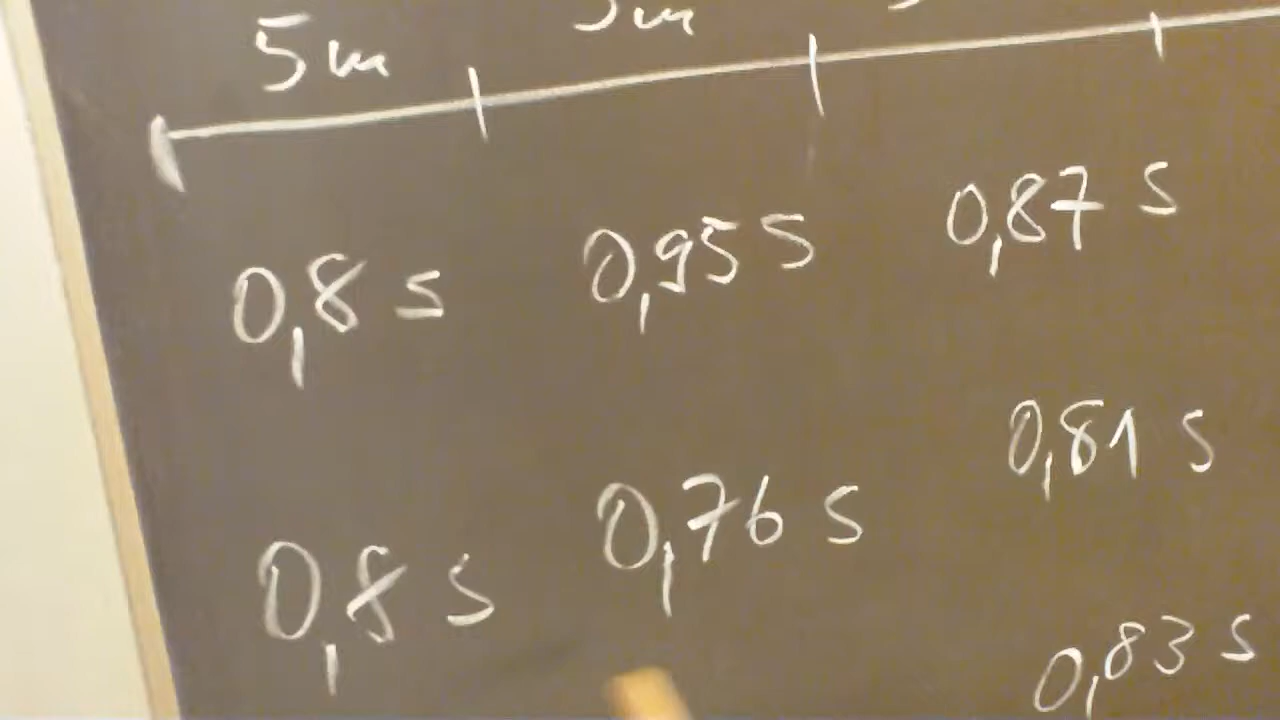 5m 5m
0,8 s 0,95 s 0,87 s
0,81 s
0,8 s 0,76 s
0,83 s